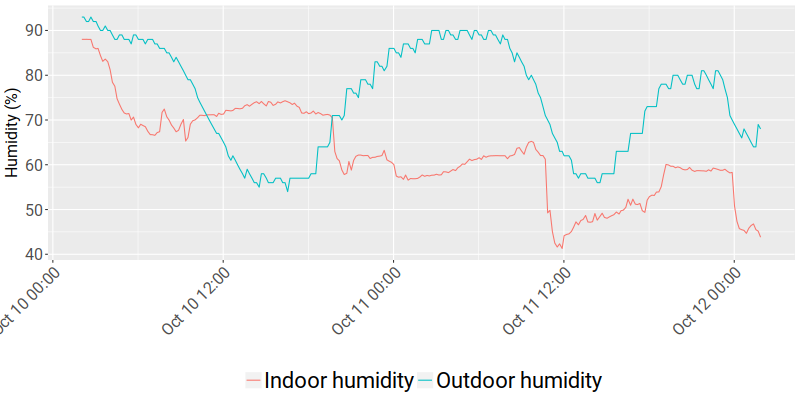 Humidity (%)
90
80
70
60
50
40
Oct 10 00:00
Oct 10 12:00
Oct 11 00:00
Oct 11 12:00
Oct 12 00:00
Indoor humidity Outdoor humidity